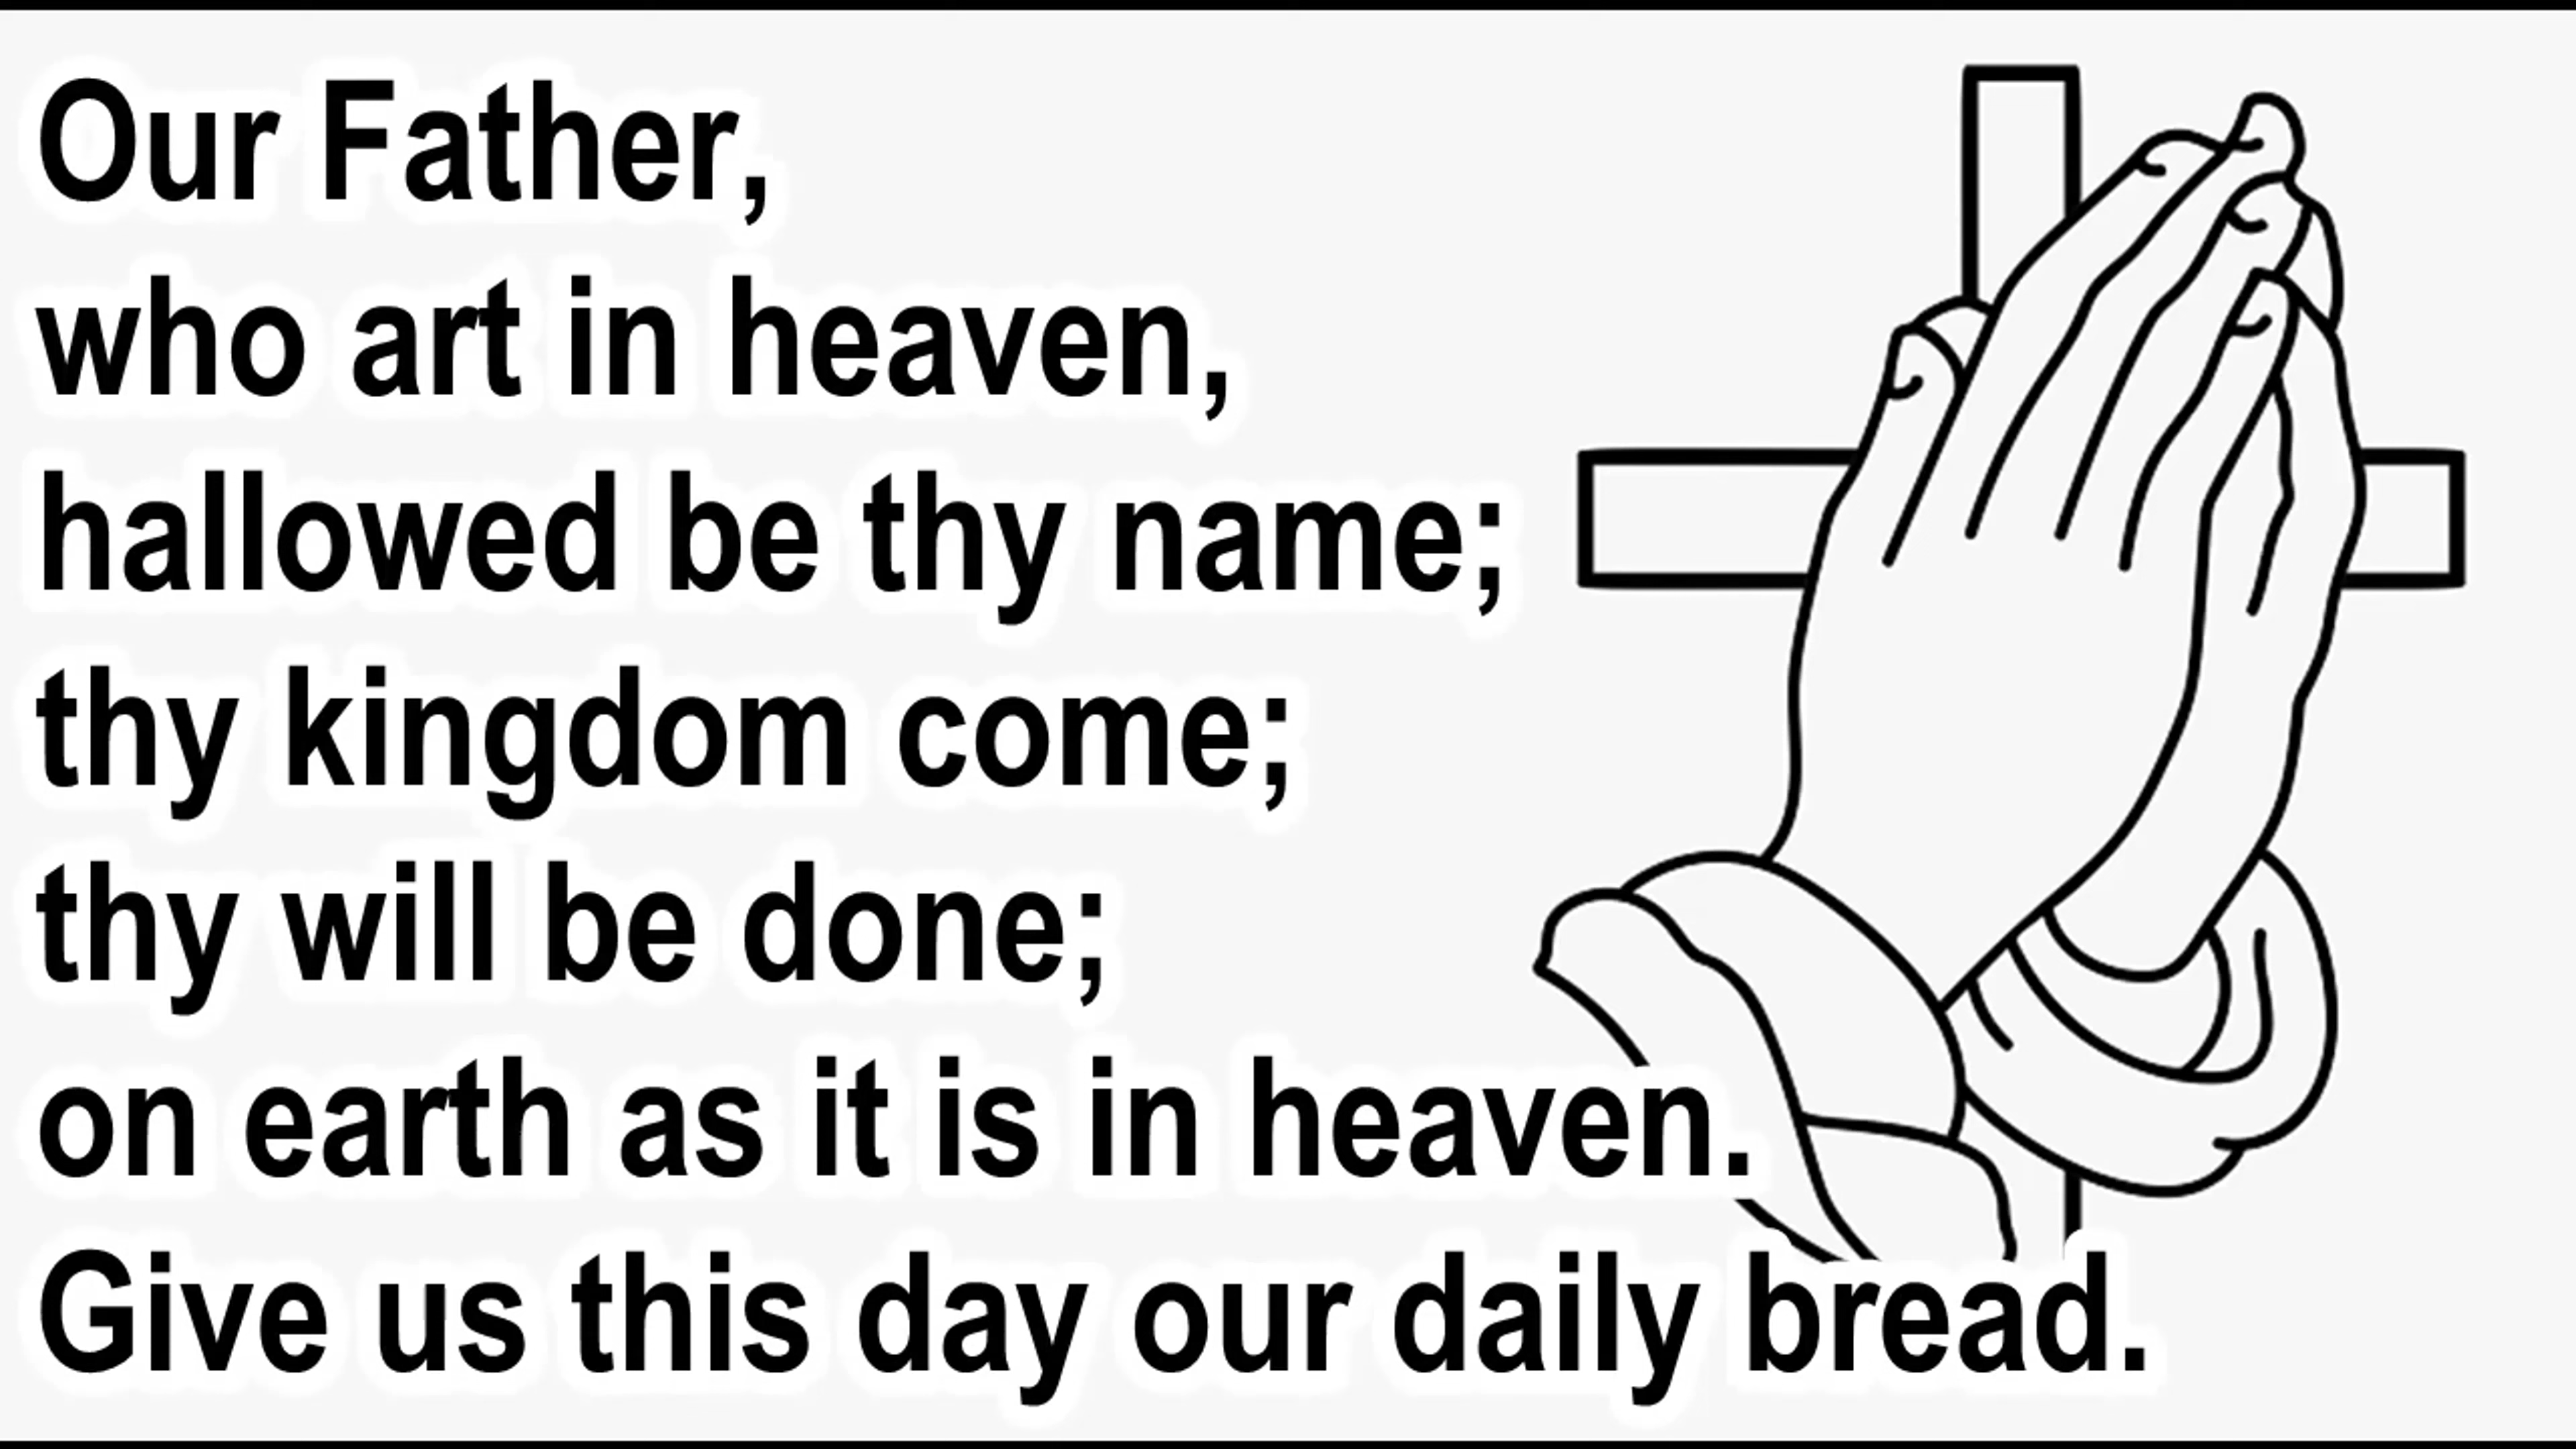 Our Father,
who art in heaven,
hallowed be thy name;
thy kingdom come;
thy will be done;
on earth as it is in heaven.
Give us this day our daily bread.